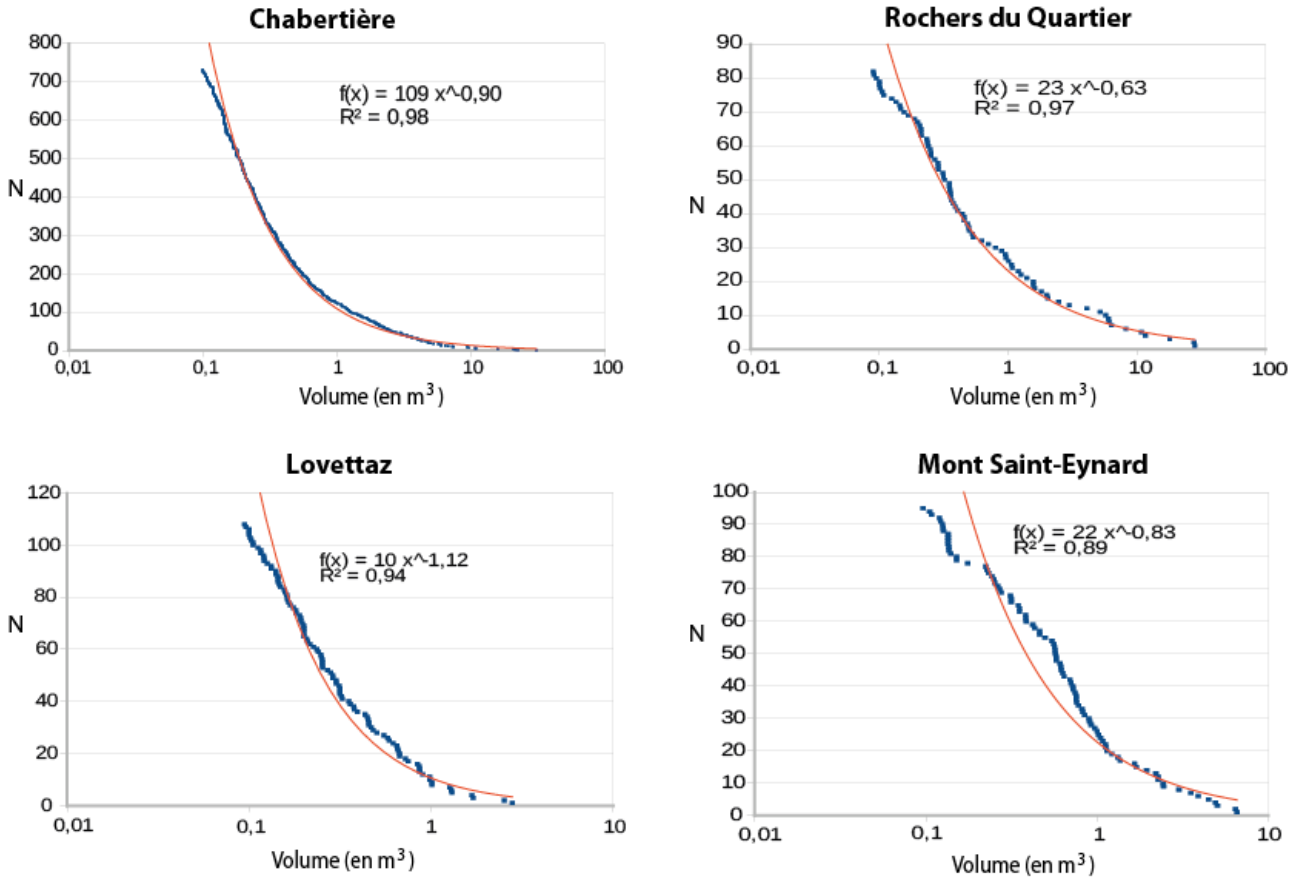 Chabertière
800
700
600
500
400
300
200
100
0
N
f(x) = 109 x^-0,90
R² = 0,98
0,01
0,1
1
10
100
Volume (en m³)
Rochers du Quartier
90
80
70
60
50
40
30
20
10
0
N
f(x) = 23 x^-0,63
R² = 0,97
0,01
0,1
1
10
100
Volume (en m³)
Lovettaz
120
100
80
60
40
20
0
N
f(x) = 10 x^-1,12
R² = 0,94
0,01
0,1
1
10
Volume (en m³)
Mont Saint-Eynard
100
90
80
70
60
50
40
30
20
10
0
N
f(x) = 22 x^-0,83
R² = 0,89
0,01
0,1
1
10
Volume (en m³)